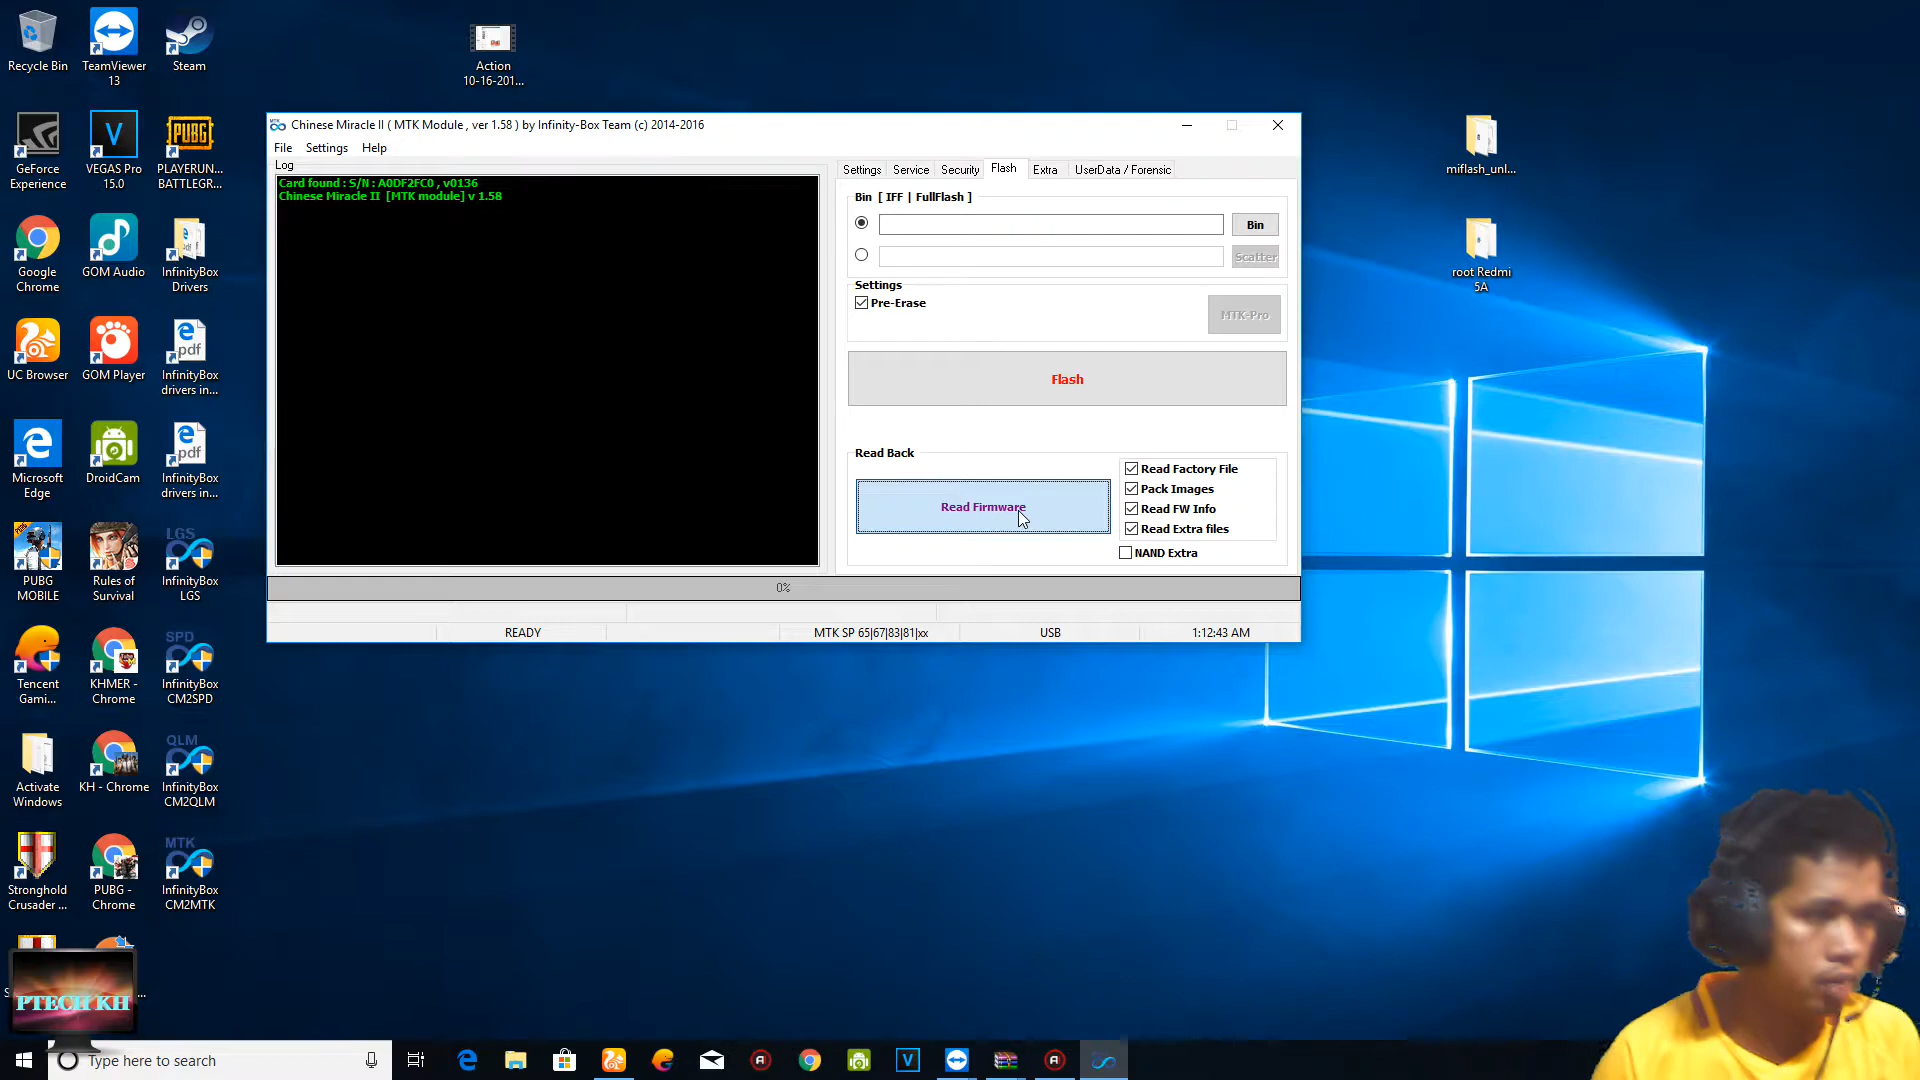 Recycle Bin
TeamViewer
13
Steam
Action
10-16-201...
GeForce
Experience
VEGAS Pro
15.0
PUBG
PLAYERUN...
BATTLEGR...
Google
Chrome
GOM Audio
InfinityBox
Drivers
UC Browser
GOM Player
pdf
InfinityBox
drivers in...
Microsoft
Edge
DroidCam
pdf
InfinityBox
drivers in...
PUBG
MOBILE
Rules of
Survival
LGS
InfinityBox
LGS
Tencent
Gami...
KHMER -
Chrome
SPD
InfinityBox
CM2SPD
Activate
Windows
KH - Chrome
QLM
InfinityBox
CM2QLM
Stronghold
Crusader ...
PUBG -
Chrome
MTK
InfinityBox
CM2MTK
PTECH KH
miflash_unl...
root Redmi
5A
Chinese Miracle II ( MTK Module , ver 1.58 ) by Infinity-Box Team (c) 2014-2016
File Settings Help
Log
Card found : S/N : A0DF2FC0 , v0136
Chinese Miracle II [MTK module] v 1.58
Settings Service Security Flash Extra UserData / Forensic
Bin [ IFF | FullFlash ]
Bin
Scatter
Settings
Pre-Erase
MTK-Pro
Flash
Read Back
Read Firmware
Read Factory File
Pack Images
Read FW Info
Read Extra files
NAND Extra
0%
READY MTK SP 65|67|83|81|xx USB 1:12:43 AM
Type here to search